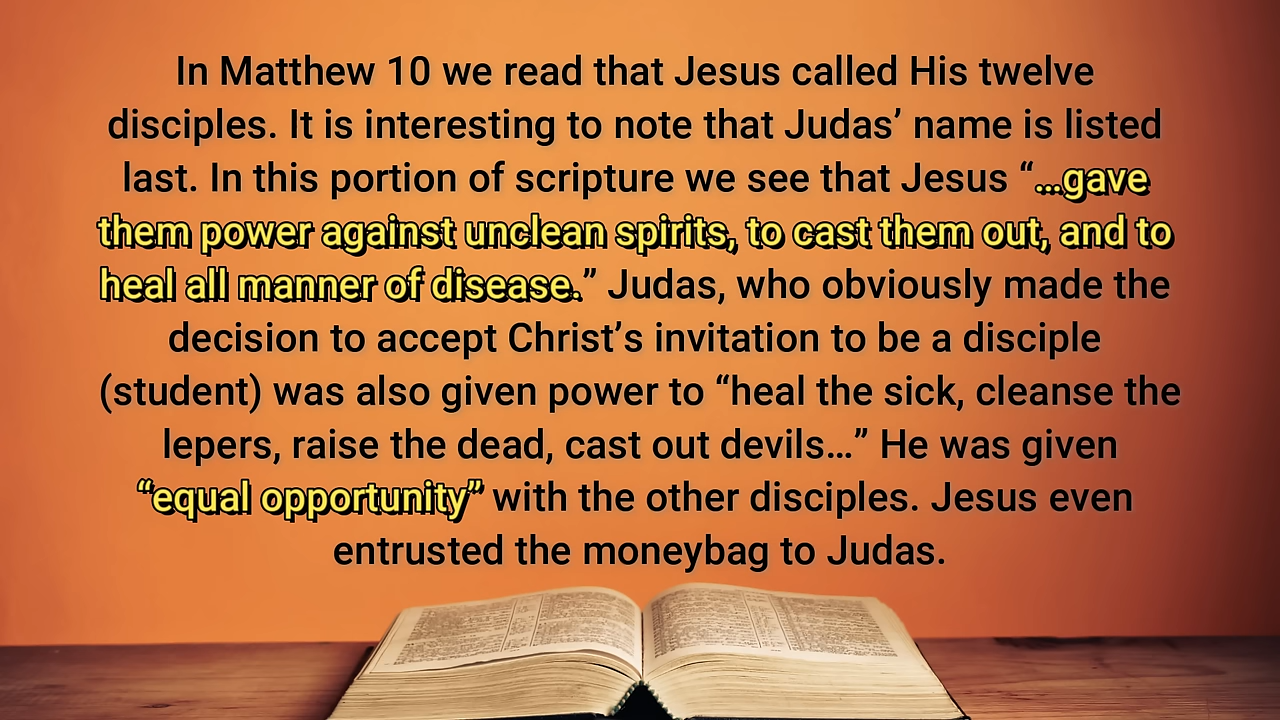 In Matthew 10 we read that Jesus called His twelve
disciples. It is interesting to note that Judas’ name is listed
last. In this portion of scripture we see that Jesus “…gave
them power against unclean spirits, to cast them out, and to
heal all manner of disease.” Judas, who obviously made the
decision to accept Christ’s invitation to be a disciple
(student) was also given power to “heal the sick, cleanse the
lepers, raise the dead, cast out devils…” He was given
“equal opportunity” with the other disciples. Jesus even
entrusted the moneybag to Judas.